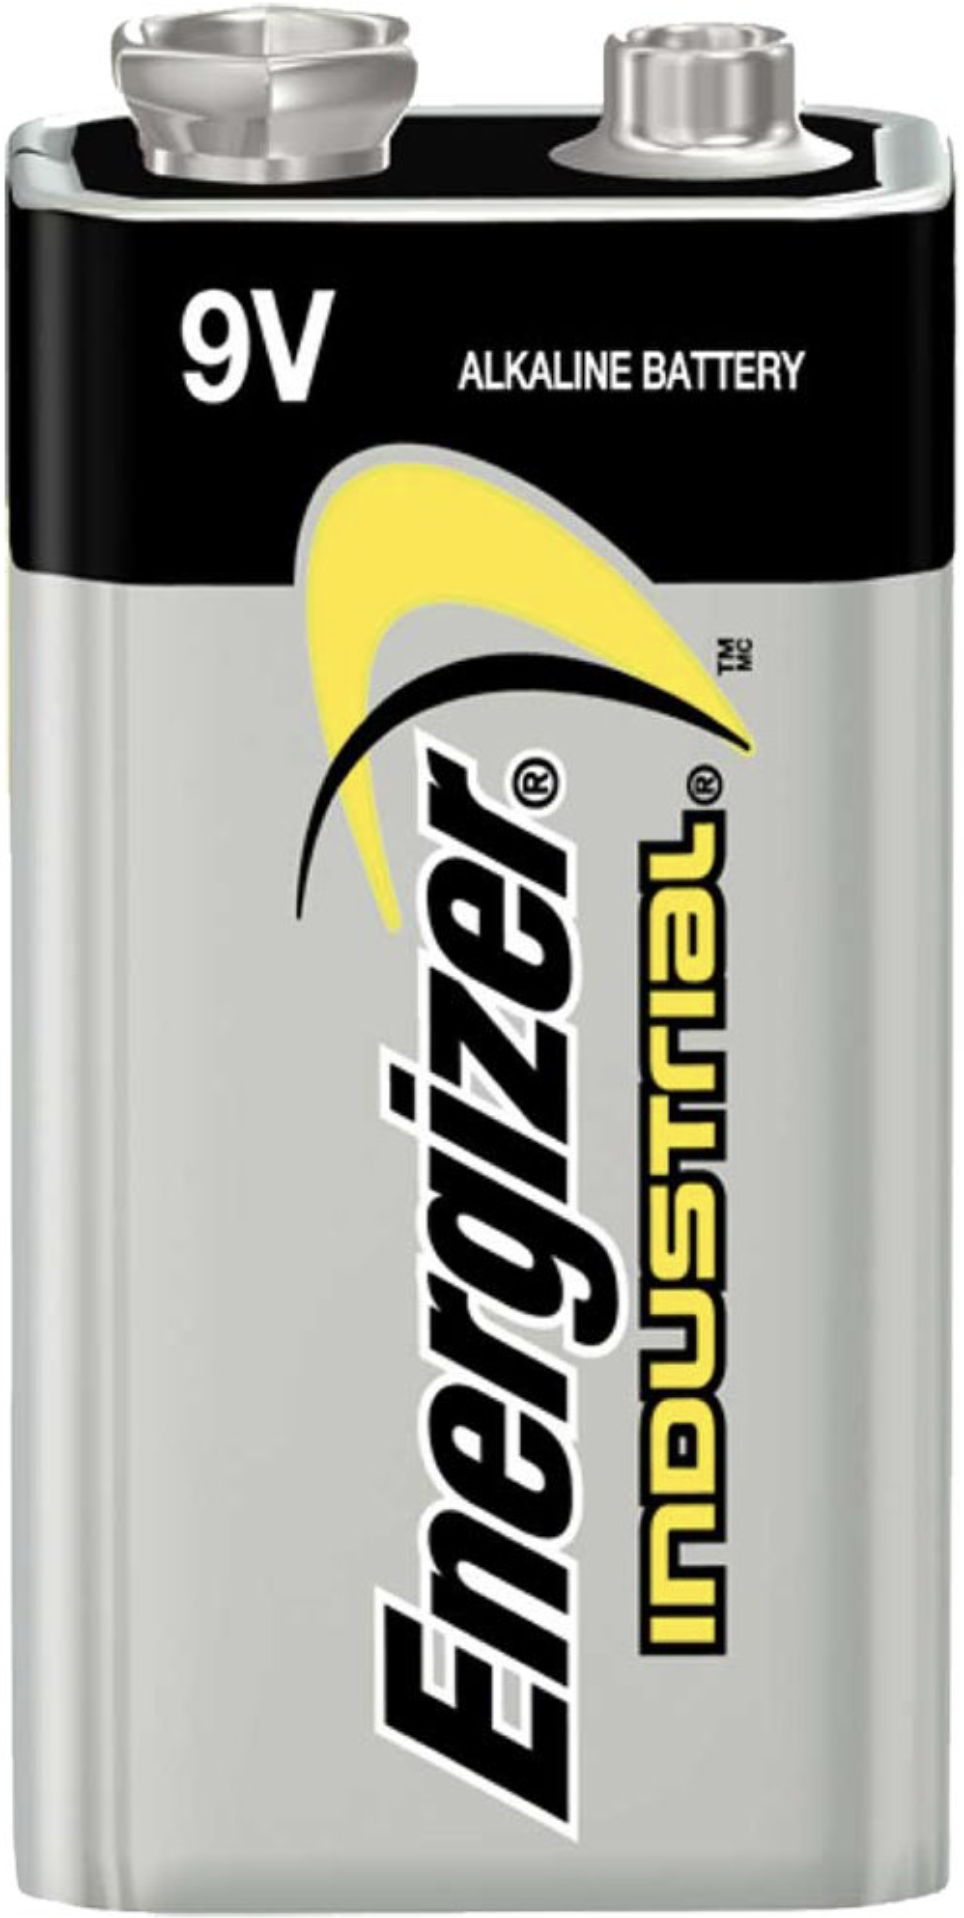 9V
ALKALINE BATTERY
TM
MC
Energizer®
INDUSTRIAL®